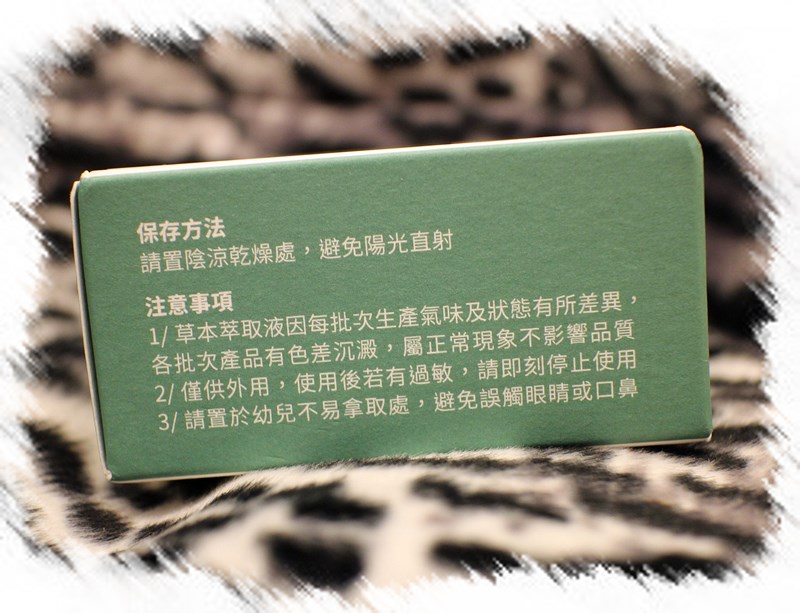 保存方法
請置陰涼乾燥處，避免陽光直射
注意事項
1/ 草本萃取液因每批次生產氣味及狀態有所差異，
各批次產品有色差沉澱，屬正常現象不影響品質
2/ 僅供外用，使用後若有過敏，請即刻停止使用
3/ 請置於幼兒不易拿取處，避免誤觸眼睛或口鼻